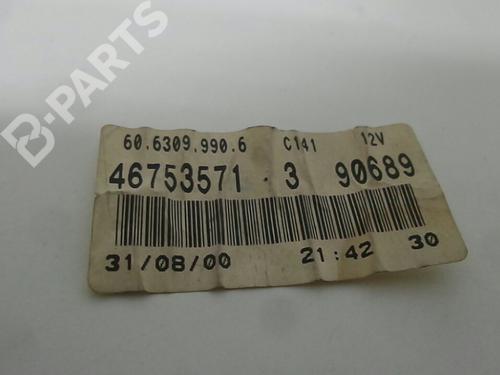 B-PARTS
60.6309.990.6 C141 12V
46753571 . 3 90689
31/08/00 21:42 30